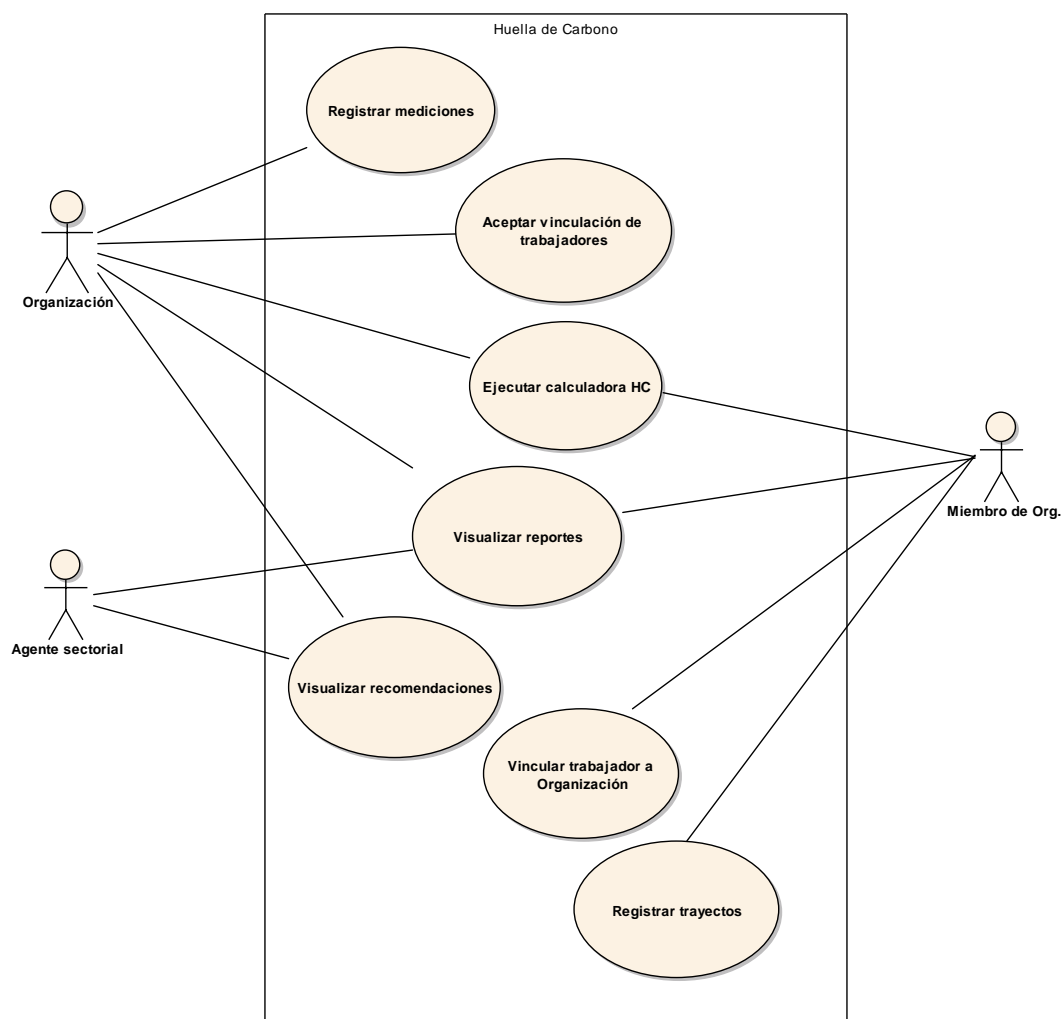 Huella de Carbono
Registrar mediciones
Aceptar vinculación de
trabajadores
Organización
Ejecutar calculadora HC
Miembro de Org.
Visualizar reportes
Agente sectorial
Visualizar recomendaciones
Vincular trabajador a
Organización
Registrar trayectos